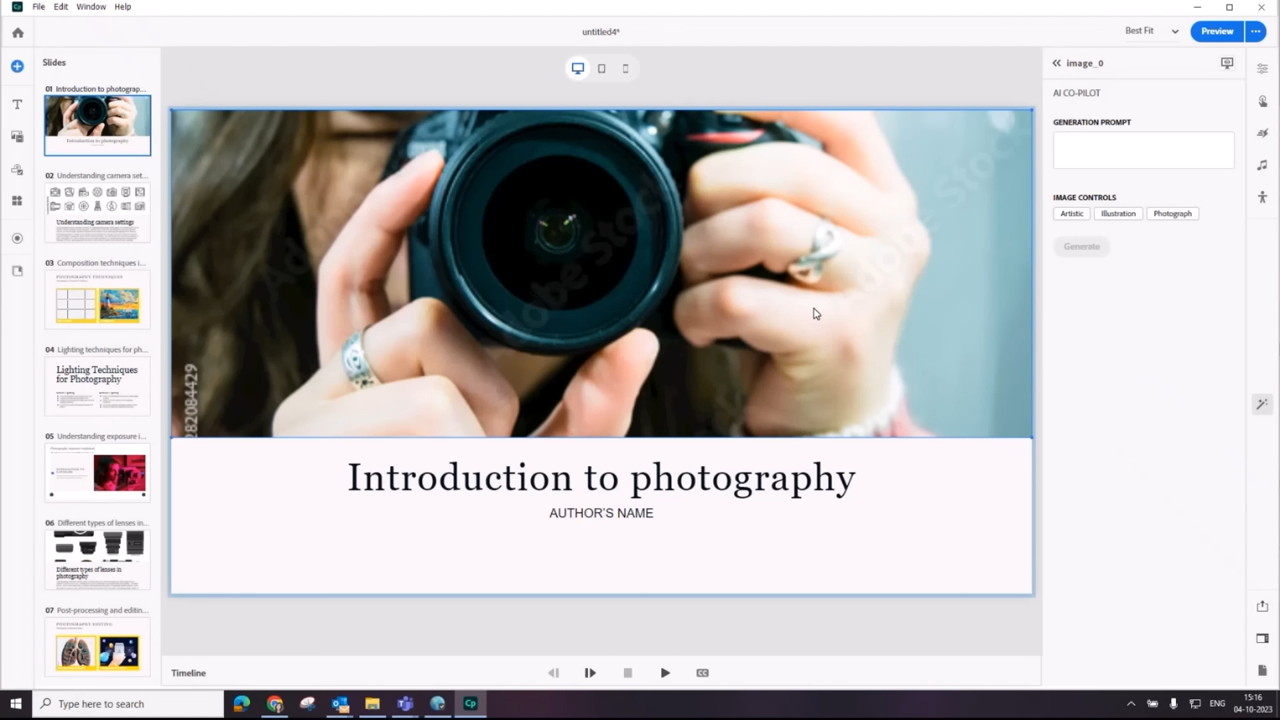 Cp File Edit Window Help
untitled4*
Best Fit
Preview
Slides
01 Introduction to photograp...
Introduction to photography
02 Understanding camera set...
Understanding camera settings
03 Composition techniques i...
PHOTOGRAPHY TECHNIQUES
04 Lighting techniques for ph...
Lighting Techniques
for Photography
05 Understanding exposure i...
06 Different types of lenses in...
Different types of lenses in
photography
07 Post-processing and editin...
PHOTOGRAPHY EDITING
282084429
Introduction to photography
AUTHOR'S NAME
Timeline
CC
image_0
AI CO-PILOT
GENERATION PROMPT
IMAGE CONTROLS
Artistic Illustration Photograph
Generate
Type here to search
Cp
ENG
15:16
04-10-2023